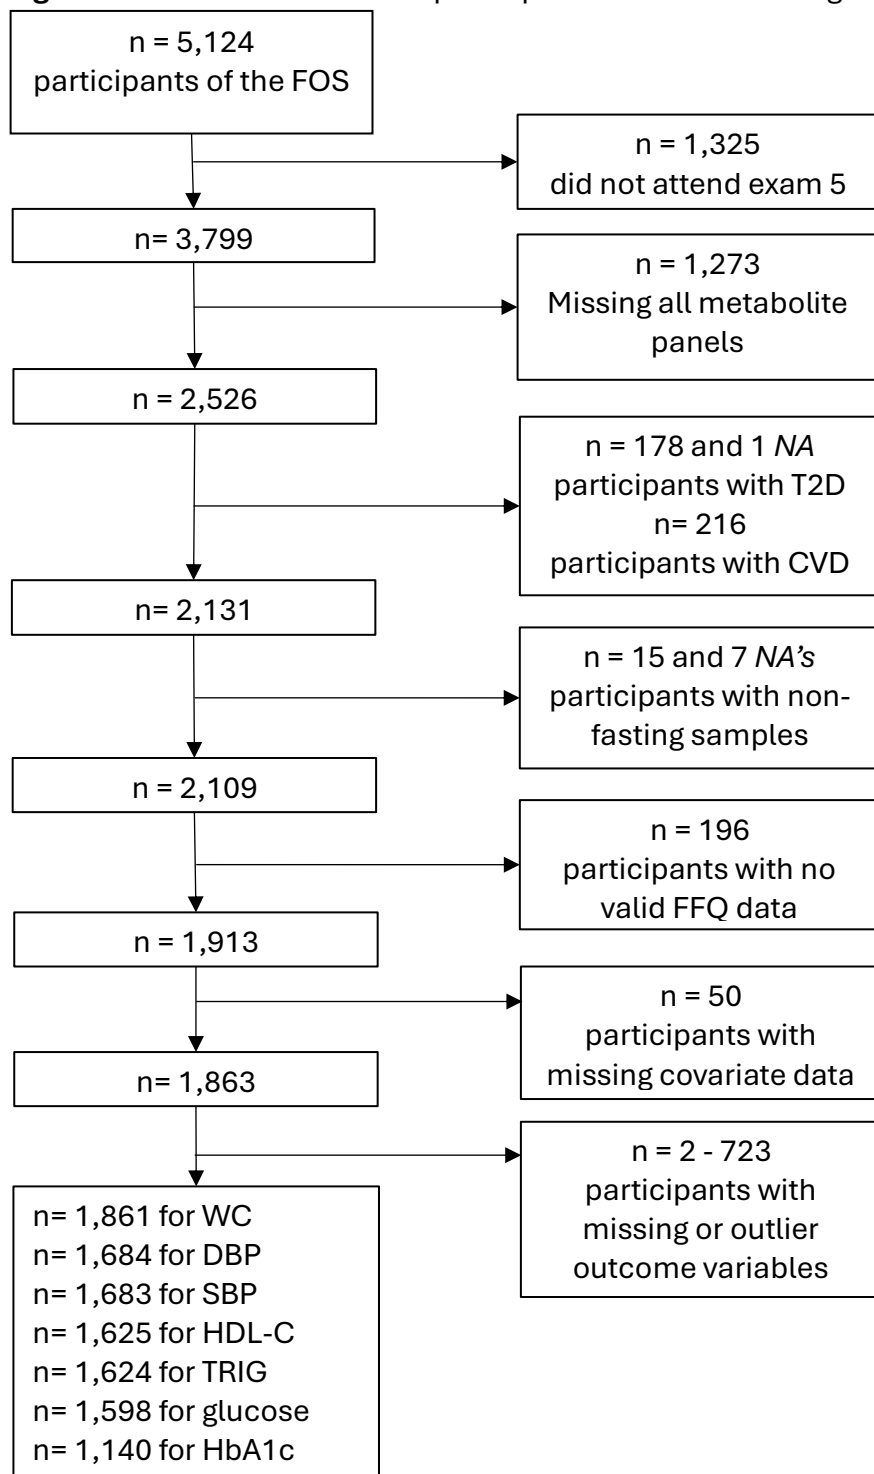 n = 5,124
participants of the FOS
n = 1,325
did not attend exam 5
n= 3,799
n = 1,273
Missing all metabolite
panels
n = 2,526
n = 178 and 1 NA
participants with T2D
n= 216
participants with CVD
n= 2,131
n = 15 and 7 NA’s
participants with non-
fasting samples
n = 2,109
n = 196
participants with no
valid FFQ data
n = 1,913
n = 50
participants with
missing covariate data
n= 1,863
n = 2 - 723
participants with
missing or outlier
outcome variables
n= 1,861 for WC
n= 1,684 for DBP
n= 1,683 for SBP
n= 1,625 for HDL-C
n= 1,624 for TRIG
n= 1,598 for glucose
n= 1,140 for HbA1c